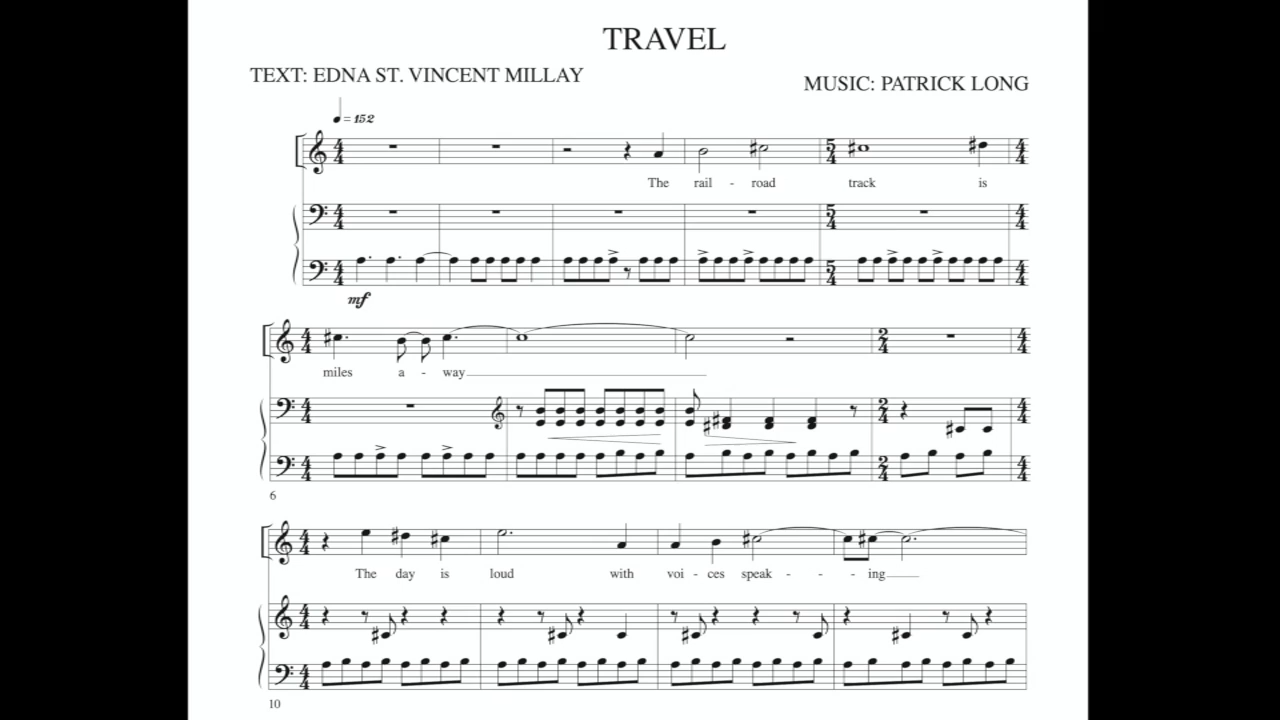 TRAVEL
TEXT: EDNA ST. VINCENT MILLAY
MUSIC: PATRICK LONG
= 152
The rail - road track is
mf
miles a - way
6
The day is loud with voi - ces speak - - - ing
10